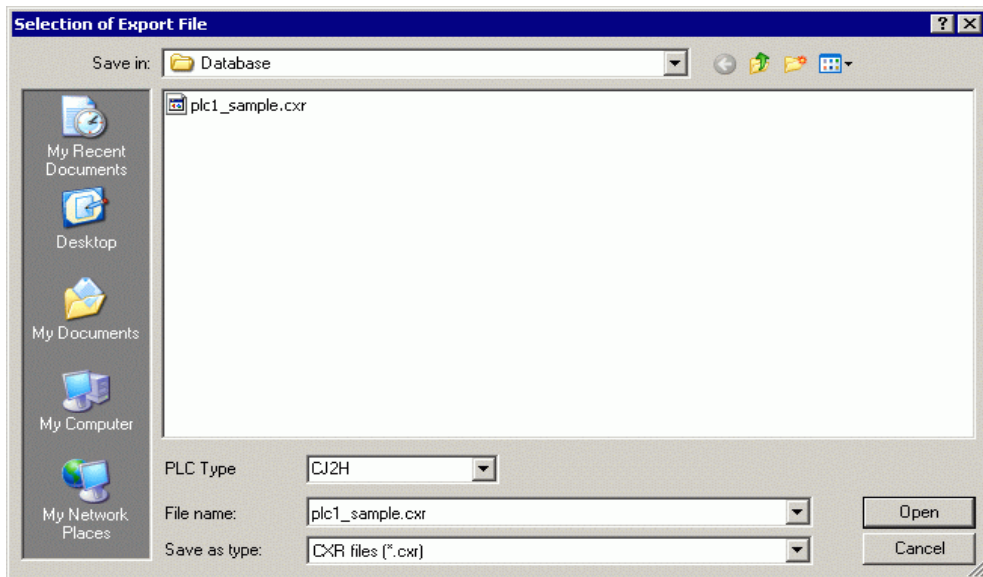 Selection of Export File
Save in: Database
plc1_sample.cxr
My Recent
Documents
Desktop
My Documents
My Computer
My Network
Places
PLC Type CJ2H
File name: plc1_sample.cxr Open
Save as type: CXR files (*.cxr) Cancel